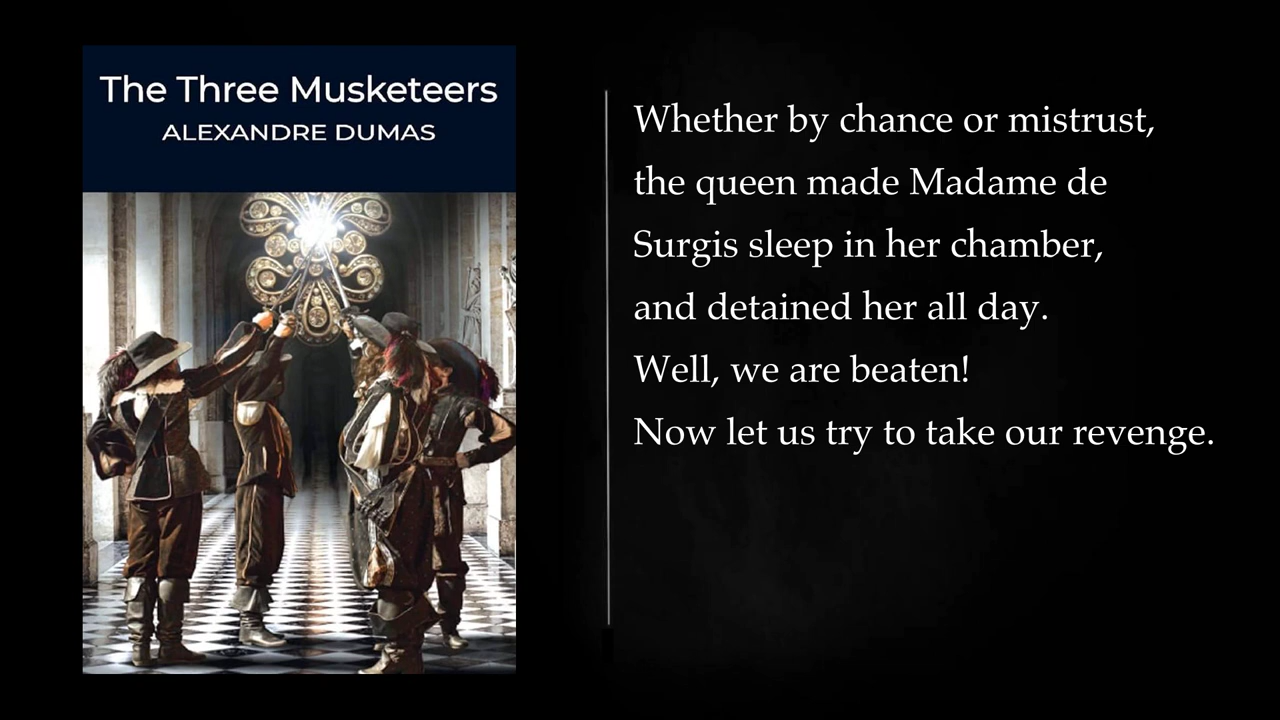 The Three Musketeers
ALEXANDRE DUMAS
Whether by chance or mistrust,
the queen made Madame de
Surgis sleep in her chamber,
and detained her all day.
Well, we are beaten!
Now let us try to take our revenge.